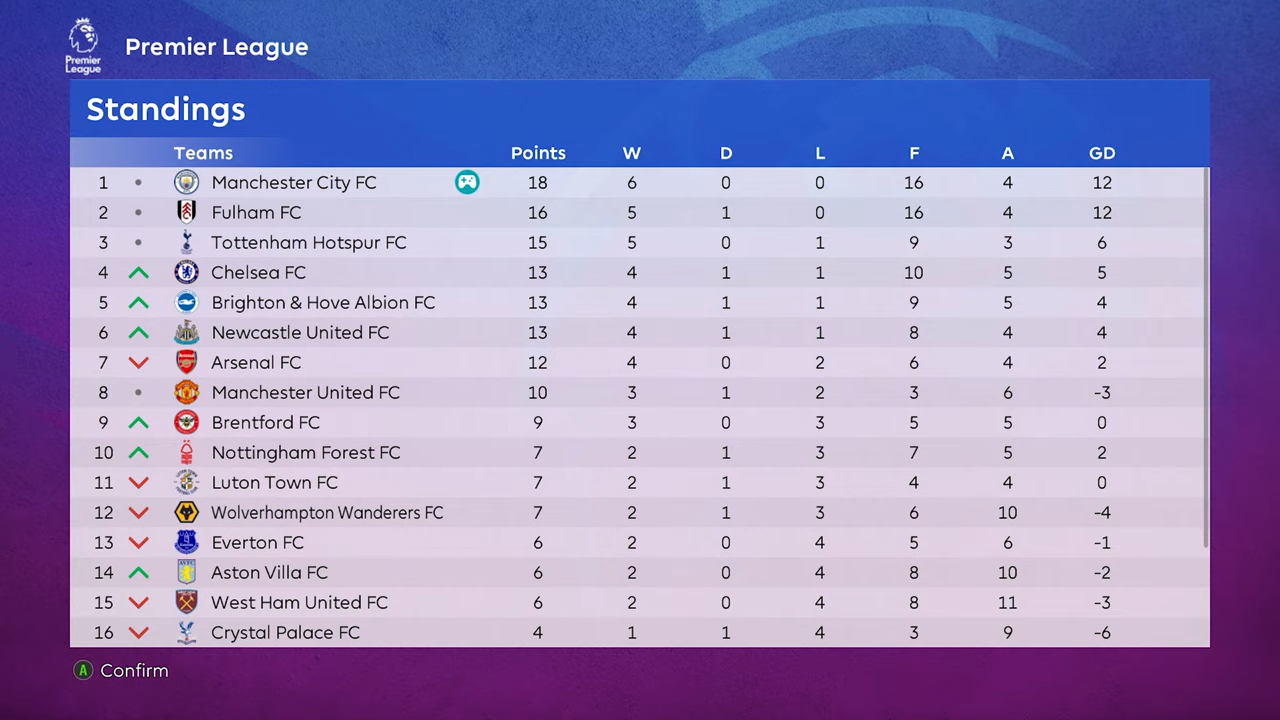 Premier League
Premier League
Standings
Teams Points W D L F A GD
1 Manchester City FC 18 6 0 0 16 4 12
2 Fulham FC 16 5 1 0 16 4 12
3 Tottenham Hotspur FC 15 5 0 1 9 3 6
4 Chelsea FC 13 4 1 1 10 5 5
5 Brighton & Hove Albion FC 13 4 1 1 9 5 4
6 Newcastle United FC 13 4 1 1 8 4 4
7 Arsenal FC 12 4 0 2 6 4 2
8 Manchester United FC 10 3 1 2 3 6 -3
9 Brentford FC 9 3 0 3 5 5 0
10 Nottingham Forest FC 7 2 1 3 7 5 2
11 Luton Town FC 7 2 1 3 4 4 0
12 Wolverhampton Wanderers FC 7 2 1 3 6 10 -4
13 Everton FC 6 2 0 4 5 6 -1
14 Aston Villa FC 6 2 0 4 8 10 -2
15 West Ham United FC 6 2 0 4 8 11 -3
16 Crystal Palace FC 4 1 1 4 3 9 -6
A Confirm